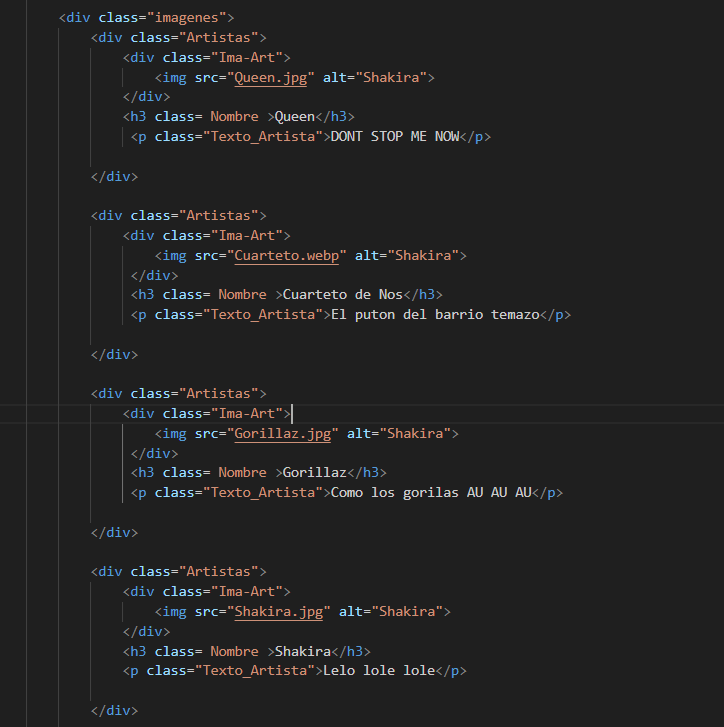 <div class="imagenes">
<div class="Artistas">
<div class="Ima-Art">
<img src="Queen.jpg" alt="Shakira">
</div>
<h3 class= Nombre >Queen</h3>
<p class="Texto_Artista">DONT STOP ME NOW</p>
</div>
<div class="Artistas">
<div class="Ima-Art">
<img src="Cuarteto.webp" alt="Shakira">
</div>
<h3 class= Nombre >Cuarteto de Nos</h3>
<p class="Texto_Artista">El puton del barrio temazo</p>
</div>
<div class="Artistas">
<div class="Ima-Art">
<img src="Gorillaz.jpg" alt="Shakira">
</div>
<h3 class= Nombre >Gorillaz</h3>
<p class="Texto_Artista">Como los gorilas AU AU AU</p>
</div>
<div class="Artistas">
<div class="Ima-Art">
<img src="Shakira.jpg" alt="Shakira">
</div>
<h3 class= Nombre >Shakira</h3>
<p class="Texto_Artista">Lelo lole lole</p>
</div>